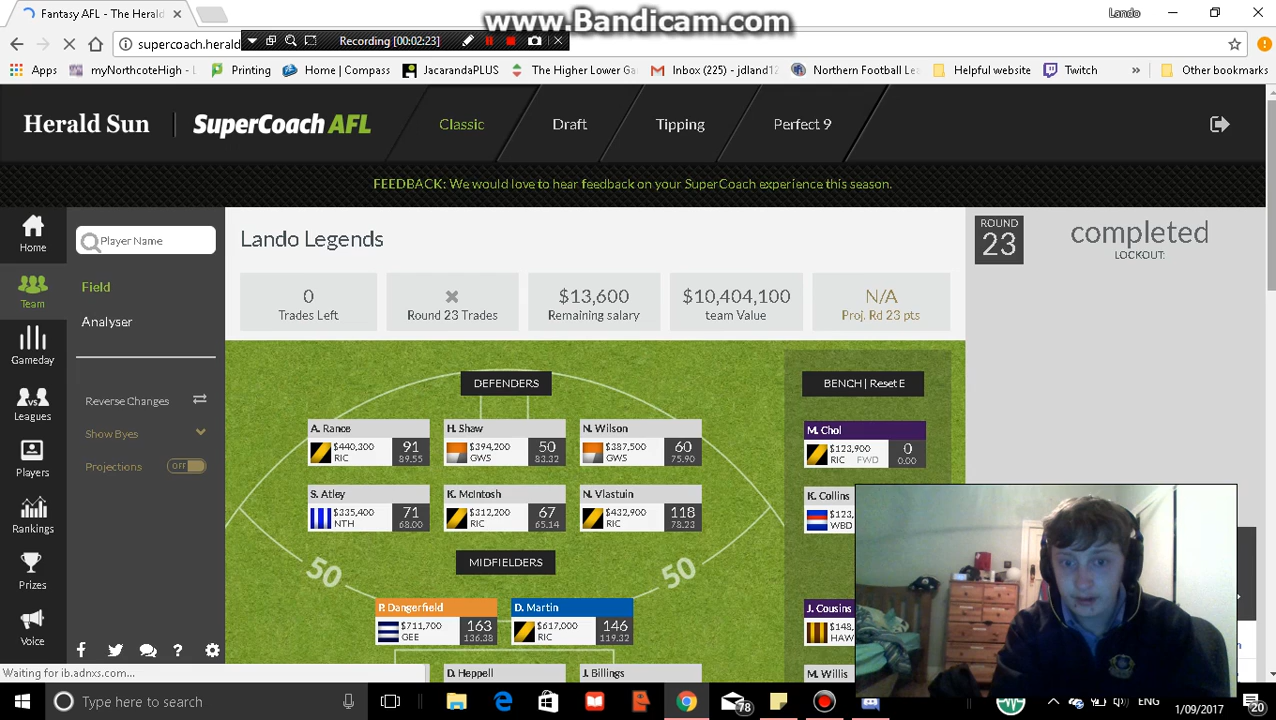 www.Bandicam.com
Fantasy AFL - The Herald Su
Lando
supercoach.herald
Recording [00:02:23]
Apps
myNorthcoteHigh - L
Printing
Home | Compass
JacarandaPLUS
The Higher Lower Ga
Inbox (225) - jdland12
Northern Football Lea
Helpful website
Twitch
»
Other bookmarks
Herald Sun
SuperCoach AFL
Classic
Draft
Tipping
Perfect 9
FEEDBACK: We would love to hear feedback on your SuperCoach experience this season.
Home
Team
Gameday
VS
Leagues
Players
Rankings
Prizes
Voice
Player Name
Field
Analyser
Reverse Changes
Show Byes
Projections
OFF
Lando Legends
ROUND
23
completed
LOCKOUT:
0
Trades Left
Round 23 Trades
$13,600
Remaining salary
$10,404,100
team Value
N/A
Proj. Rd 23 pts
DEFENDERS
BENCH | Reset E
A. Rance
$440,300
RIC
91
89.55
H. Shaw
$394,200
GWS
50
83.32
N. Wilson
$387,500
GWS
60
75.90
M. Chol
$123,900
RIC FWD
0
0.00
S. Atley
$335,400
NTH
71
68.00
K. McIntosh
$312,200
RIC
67
65.14
N. Vlastuin
$432,900
RIC
118
78.23
K. Collins
$123,
WBD
50
50
MIDFIELDERS
P. Dangerfield
$711,700
GEE
163
136.38
D. Martin
$617,000
RIC
146
119.32
J. Cousins
$148,
HAW
D. Heppell
J. Billings
M. Willis
Waiting for ib.adnxs.com...
Type here to search
78
ENG
1/09/2017
20